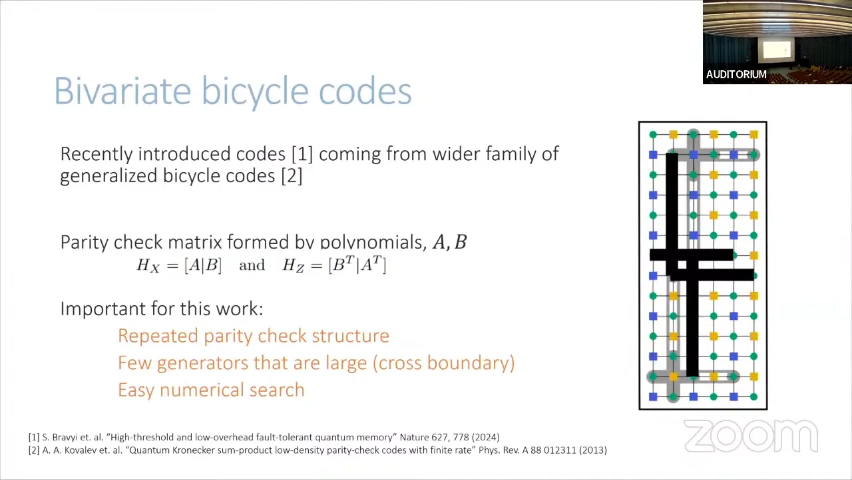 AUDITORIUM
Bivariate bicycle codes
Recently introduced codes [1] coming from wider family of
generalized bicycle codes [2]
Parity check matrix formed by polynomials, A, B
H_X = [A|B] and H_Z = [B^T|A^T]
Important for this work:
Repeated parity check structure
Few generators that are large (cross boundary)
Easy numerical search
[1] S. Bravyi et. al. "High-threshold and low-overhead fault-tolerant quantum memory" Nature 627, 778 (2024)
[2] A. A. Kovalev et. al. "Quantum Kronecker sum-product low-density parity-check codes with finite rate" Phys. Rev. A 88 012311 (2013)
zoom